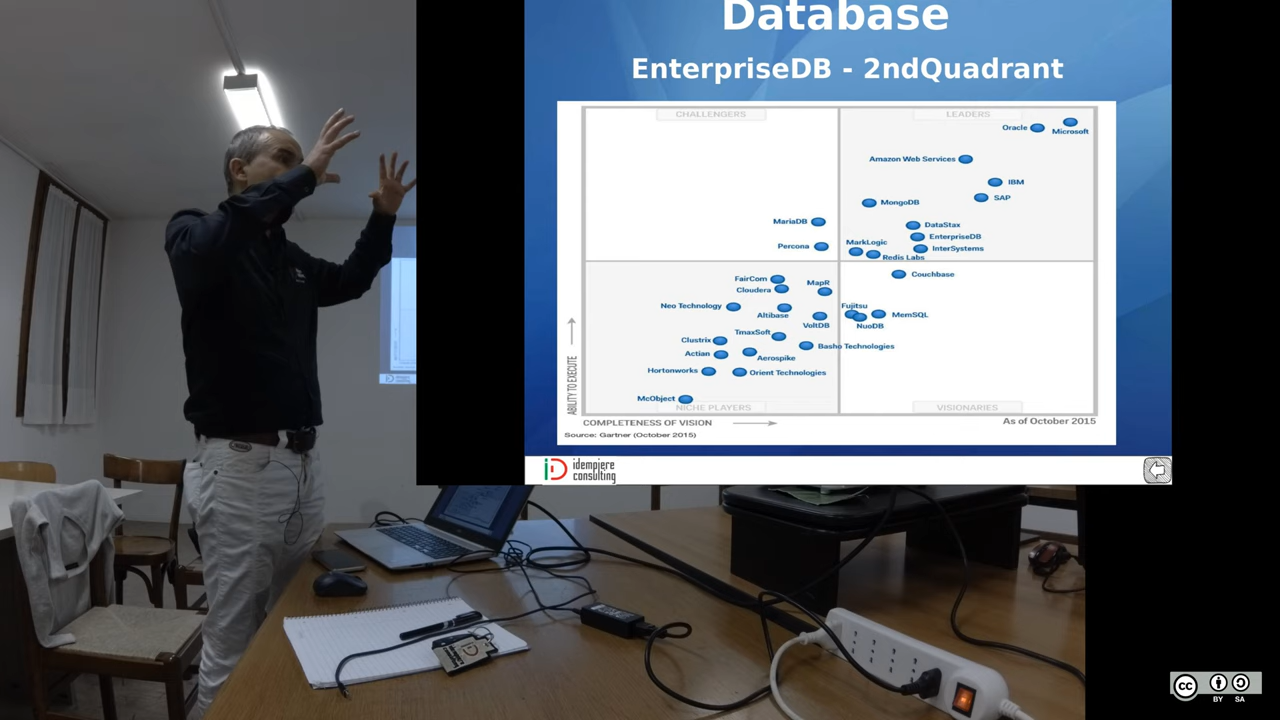 Database
EnterpriseDB - 2ndQuadrant
CHALLENGERS
LEADERS
Oracle
Microsoft
Amazon Web Services
IBM
SAP
MongoDB
MariaDB
DataStax
EnterpriseDB
Percona
MarkLogic
InterSystems
Redis Labs
FairCom
Couchbase
Cloudera
MapR
Neo Technology
Altibase
Fujitsu
MemSQL
VoltDB
NuoDB
TmaxSoft
Clustrix
Basho Technologies
Actian
Aerospike
Hortonworks
Orient Technologies
McObject
NICHE PLAYERS
VISIONARIES
ABILITY TO EXECUTE
COMPLETENESS OF VISION
As of October 2015
Source: Gartner (October 2015)
iD idempiere
consulting
CC BY SA